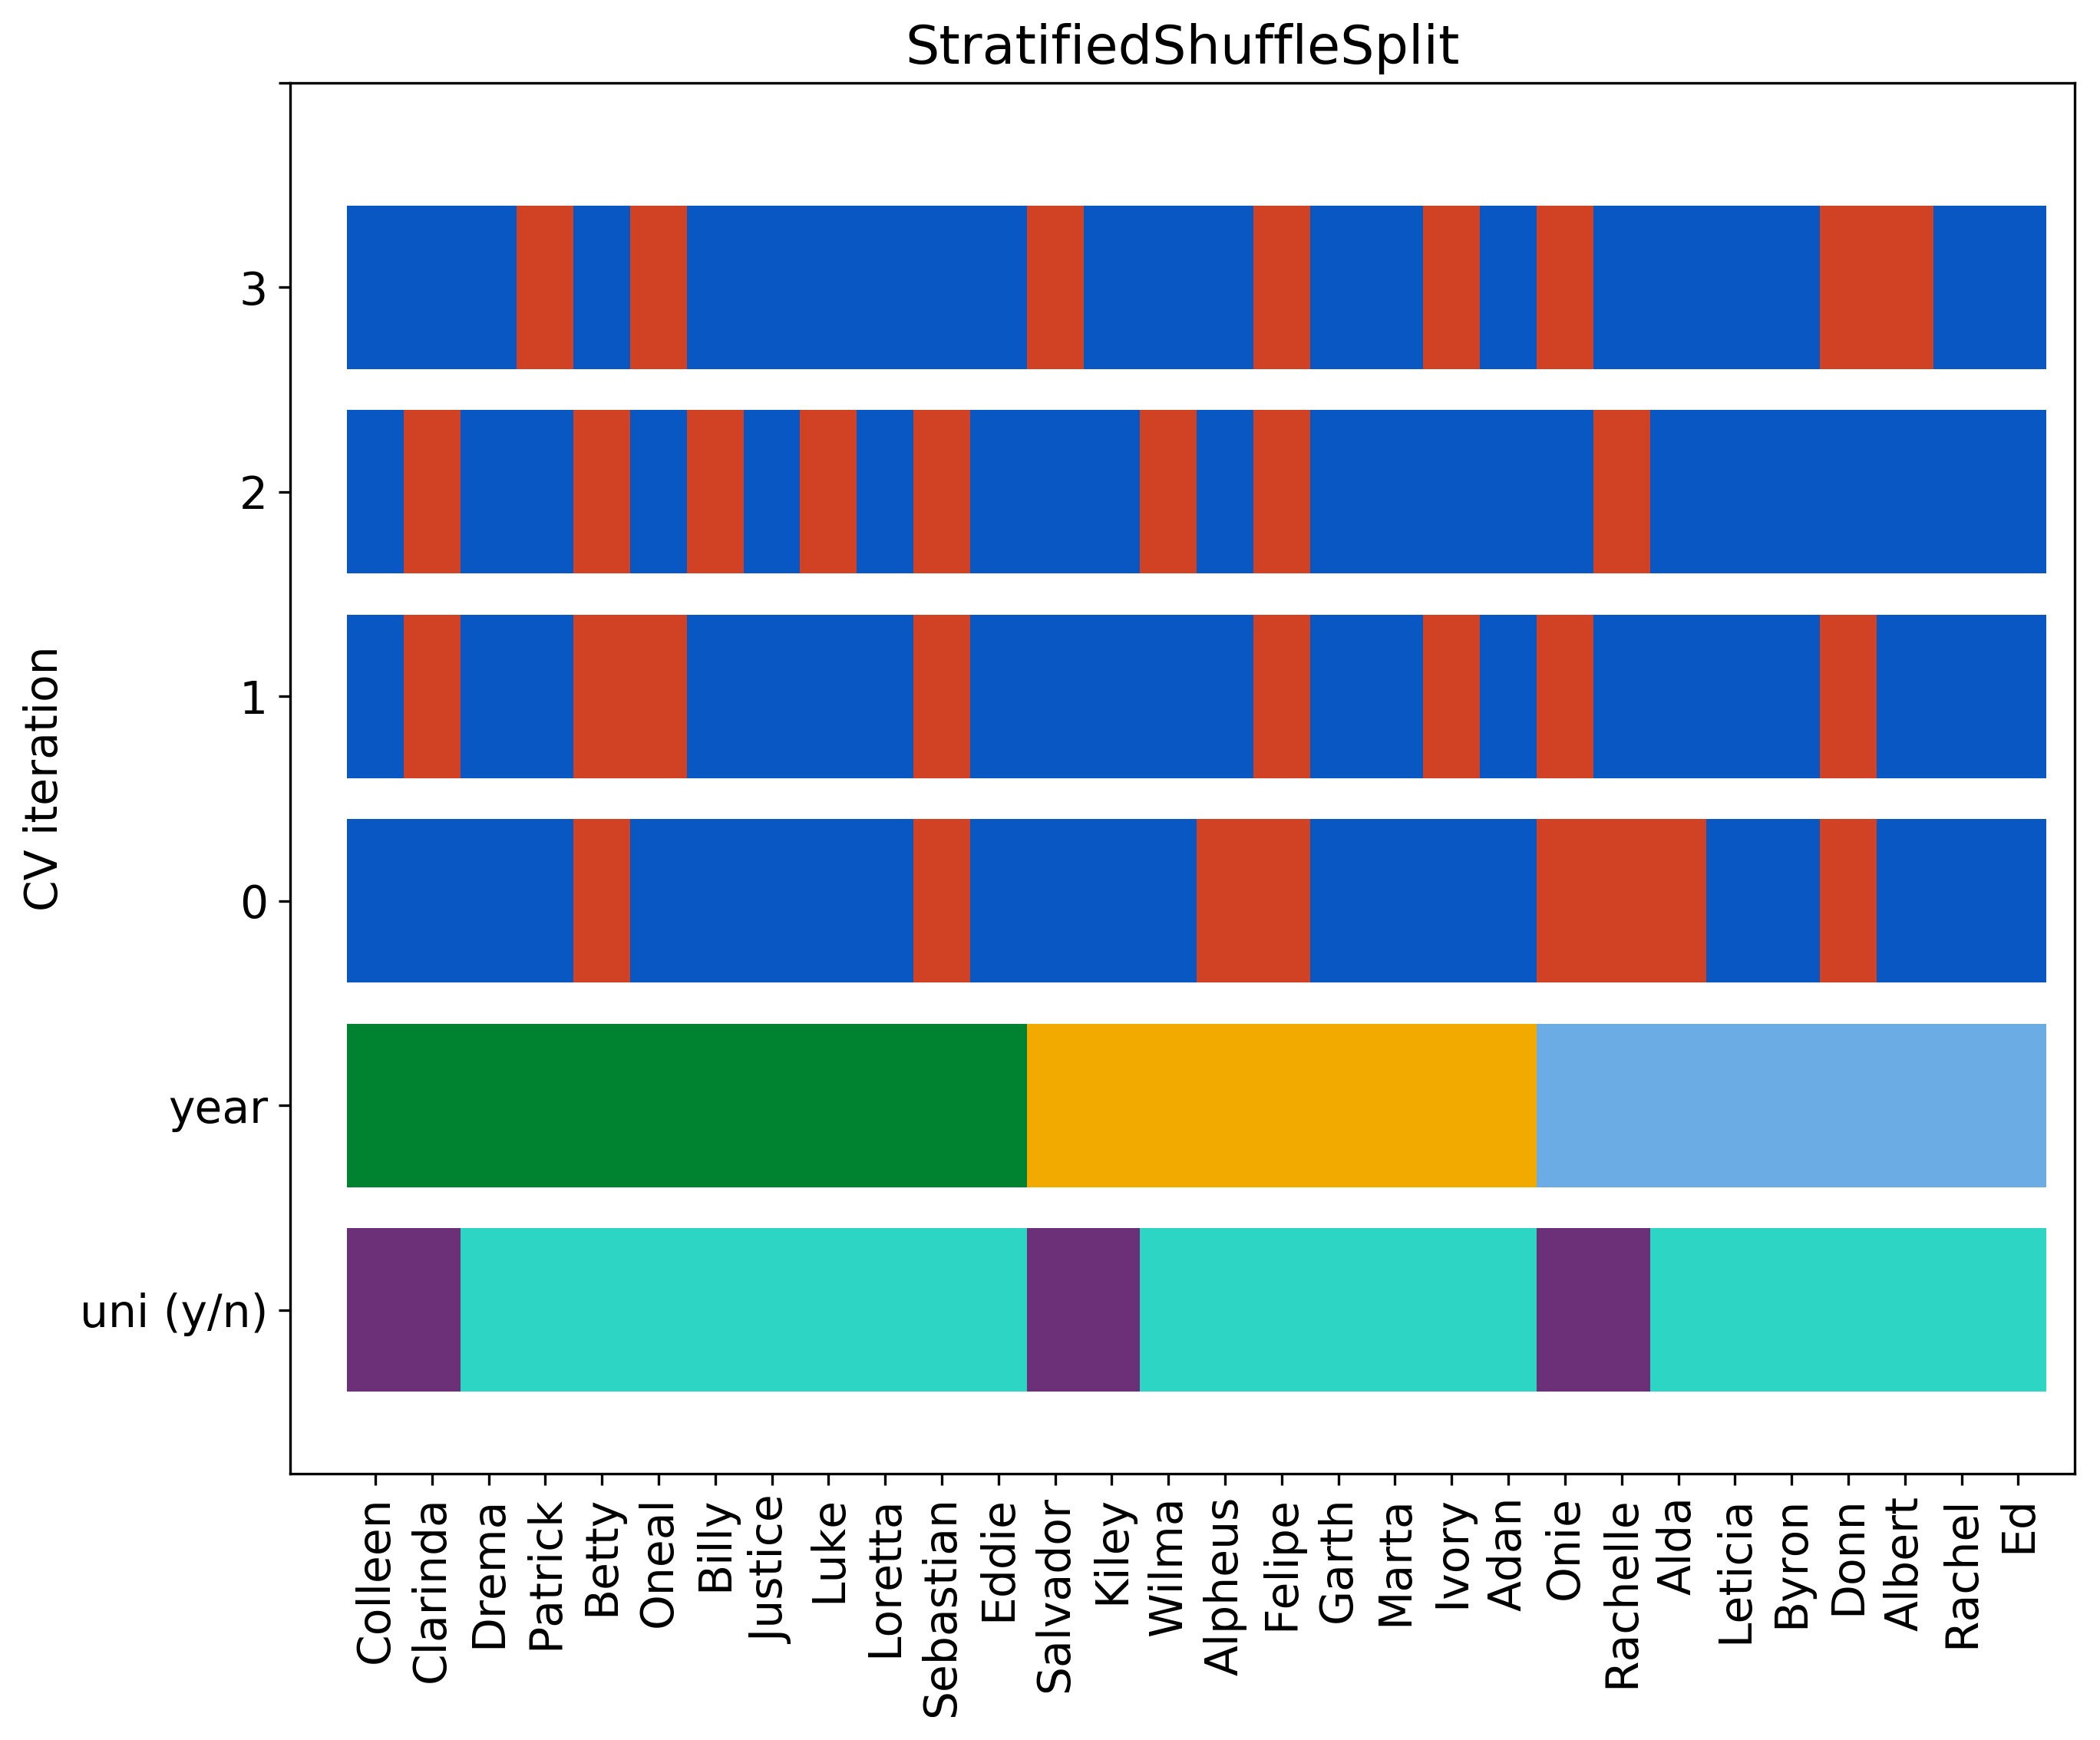 StratifiedShuffleSplit
CV iteration
3
2
1
0
year
uni (y/n)
Colleen
Clarinda
Drema
Patrick
Betty
Oneal
Billy
Justice
Luke
Loretta
Sebastian
Eddie
Salvador
Kiley
Wilma
Alpheus
Felipe
Garth
Marta
Ivory
Adan
Onie
Rachelle
Alda
Leticia
Byron
Donn
Albert
Rachel
Ed